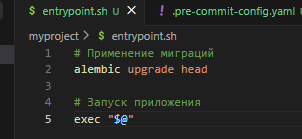 $ entrypoint.sh U ! .pre-commit-config.yaml
myproject > $ entrypoint.sh
1 # Применение миграций
2 alembic upgrade head
3
4 # Запуск приложения
5 exec "$@"